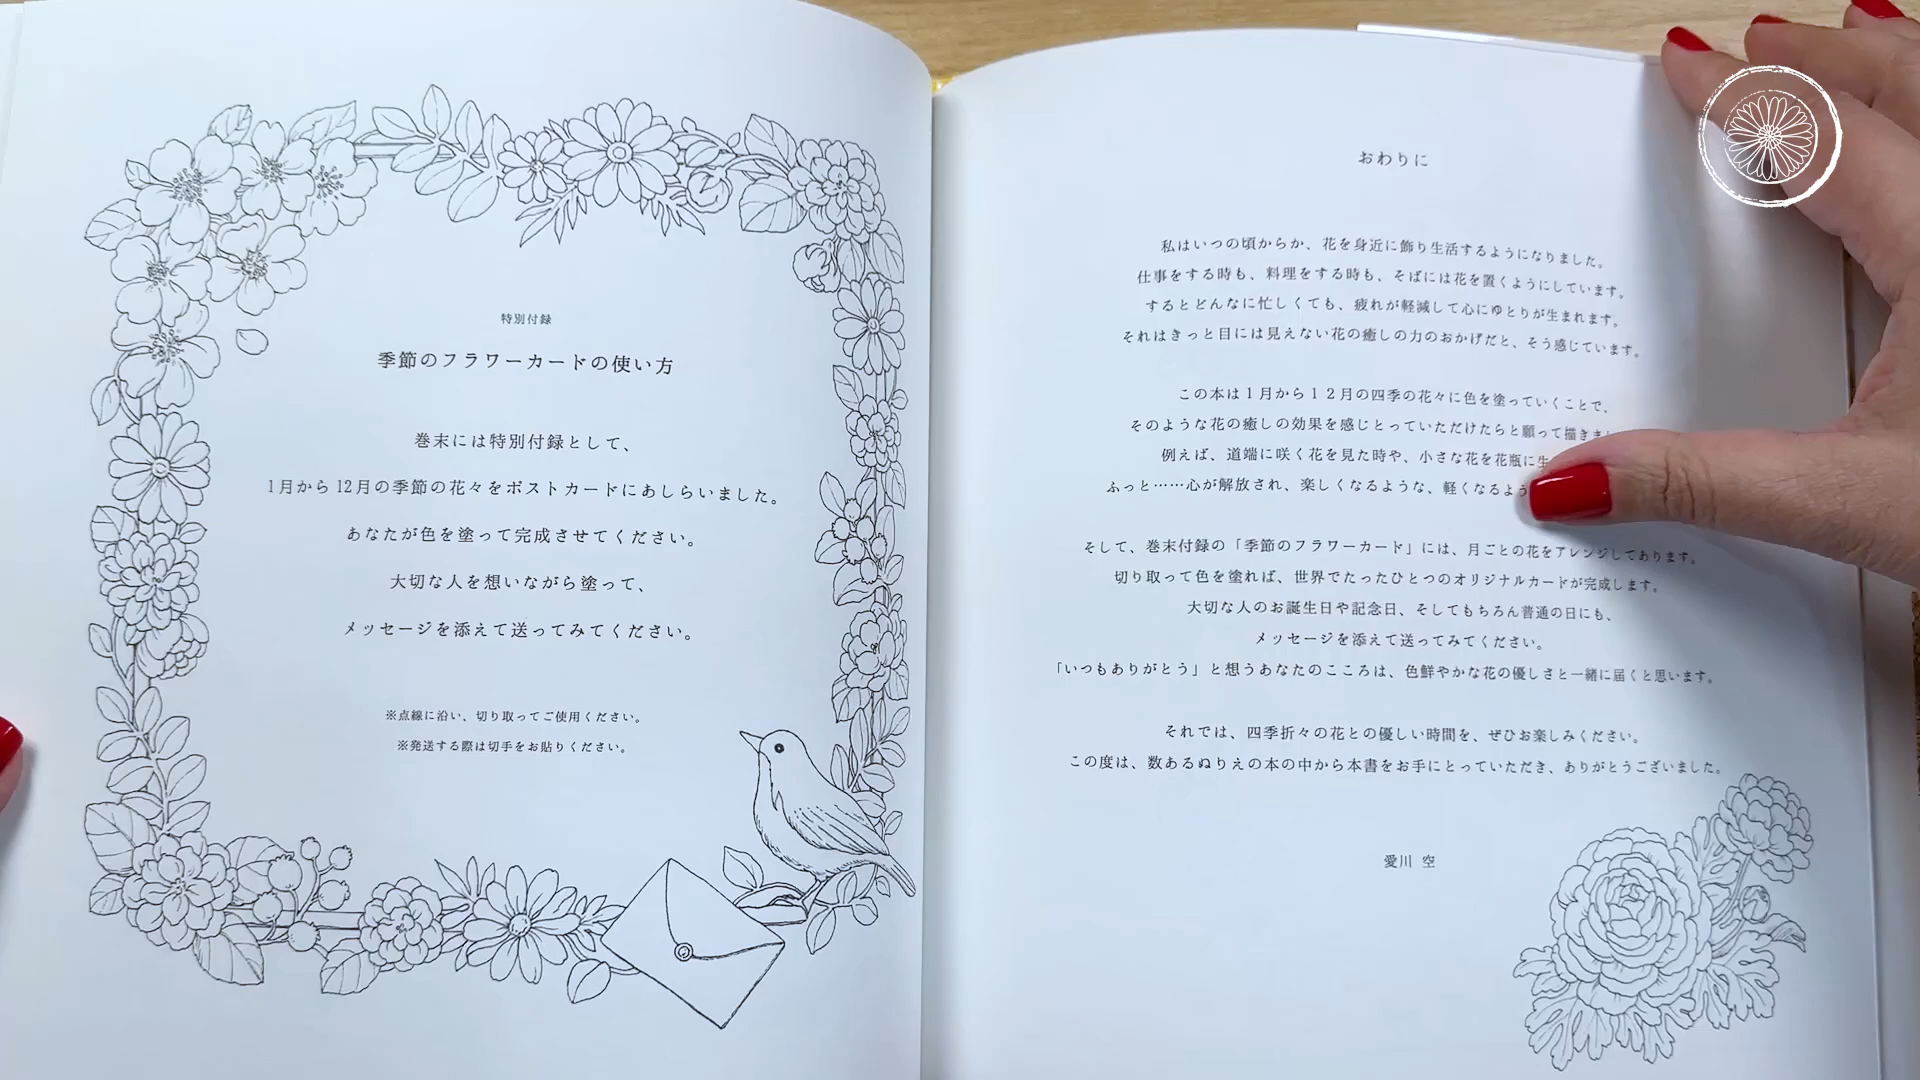 特別付録
季節のフラワーカードの使い方
巻末には特別付録として、
1月から12月の季節の花々をポストカードにあしらいました。
あなたが色を塗って完成させてください。
大切な人を想いながら塗って、
メッセージを添えて送ってみてください。
※点線に沿い、切り取ってご使用ください。
※発送する際は切手をお貼りください。
おわりに
私はいつの頃からか、花を身近に飾り生活するようになりました。
仕事をする時も、料理をする時も、そばには花を置くようにしています。
するとどんなに忙しくても、疲れが軽減して心にゆとりが生まれます。
それはきっと目には見えない花の癒しの力のおかげだと、そう感じています。
この本は1月から12月の四季の花々に色を塗っていくことで、
そのような花の癒しの効果を感じとっていただけたらと願って描きま
例えば、道端に咲く花を見た時や、小さな花を花瓶に生
ふっと……心が解放され、楽しくなるような、軽くなるよう
そして、巻末付録の「季節のフラワーカード」には、月ごとの花をアレンジしてあります。
切り取って色を塗れば、世界でたったひとつのオリジナルカードが完成します。
大切な人のお誕生日や記念日、そしてもちろん普通の日にも、
メッセージを添えて送ってみてください。
「いつもありがとう」と想うあなたのこころは、色鮮やかな花の優しさと一緒に届くと思います。
それでは、四季折々の花との優しい時間を、ぜひお楽しみください。
この度は、数あるぬりえの本の中から本書をお手にとっていただき、ありがとうございました。
愛川 空